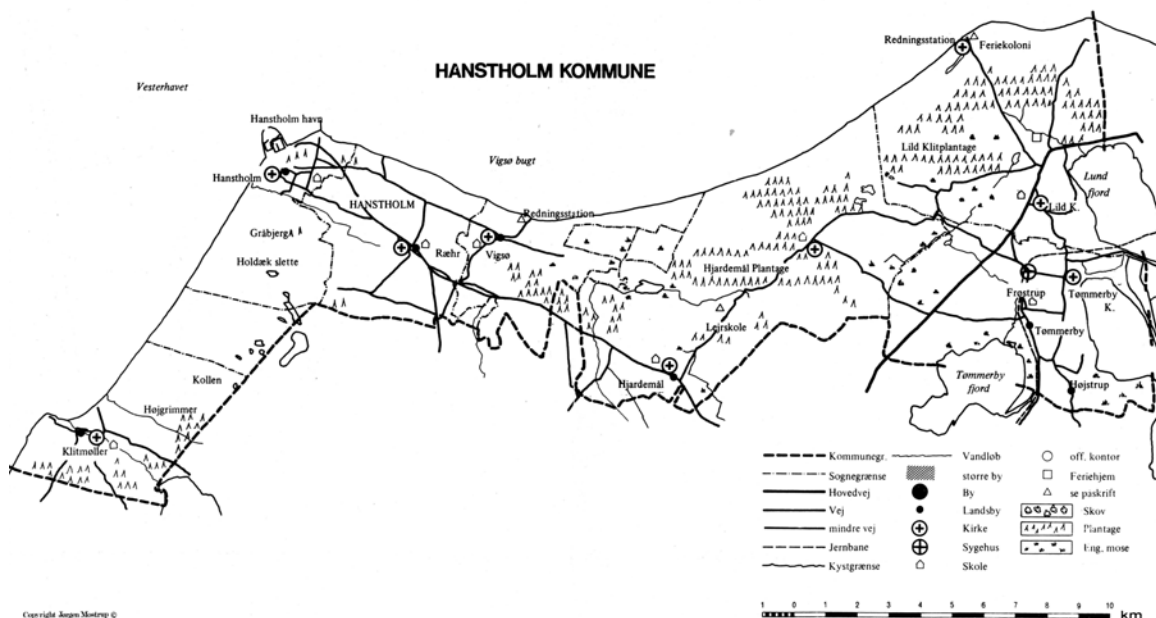 HANSTHOLM KOMMUNE
Vesterhavet
Vigsø bugt
Redningsstation
Feriekoloni
Hanstholm havn
Hanstholm
HANSTHOLM
Lild Klitplantage
Lund
fjord
Lild K.
Redningsstation
Gråbjerg
Ræhr
Vigsø
Holdæk slette
Hjardemål Plantage
Frøstrup
Tømmerby
K.
Lejrskole
Tømmerby
Kollen
Hjardemål
Tømmerby
fjord
Højstrup
Højgrimmer
Klitmøller
Kommunegr.
Vandløb
off. kontor
Sognegrænse
større by
Feriehjem
Hovedvej
By
se påskrift
Vej
Landsby
Skov
mindre vej
Kirke
Plantage
Jernbane
Sygehus
Eng, mose
Kystgrænse
Skole
1 0 1 2 3 4 5 6 7 8 9 10 km
Copyright Jørgen Mostrup ©